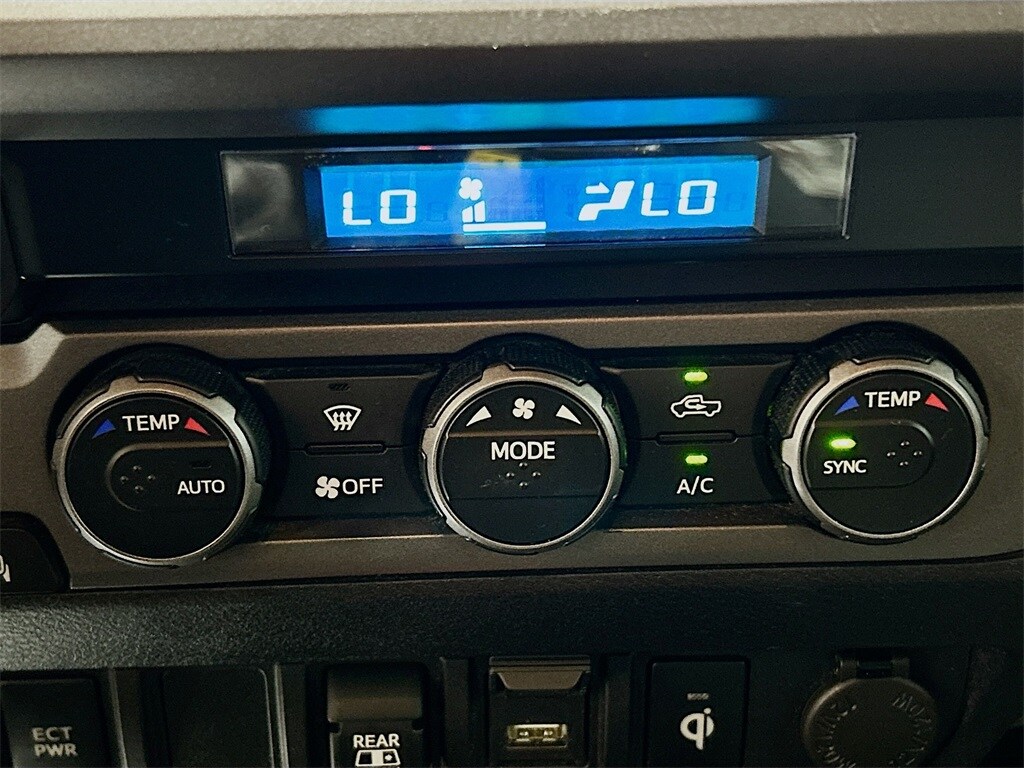 LO LO
TEMP
AUTO
OFF
MODE
A/C
TEMP
SYNC
ECT
PWR
REAR